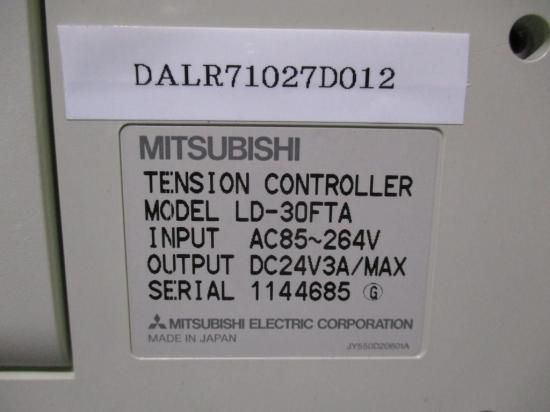 DALR71027D012
MITSUBISHI
TENSION CONTROLLER
MODEL LD-30FTA
INPUT AC85~264V
OUTPUT DC24V3A/MAX
SERIAL 1144685 G
MITSUBISHI ELECTRIC CORPORATION
MADE IN JAPAN
JY550D20601A